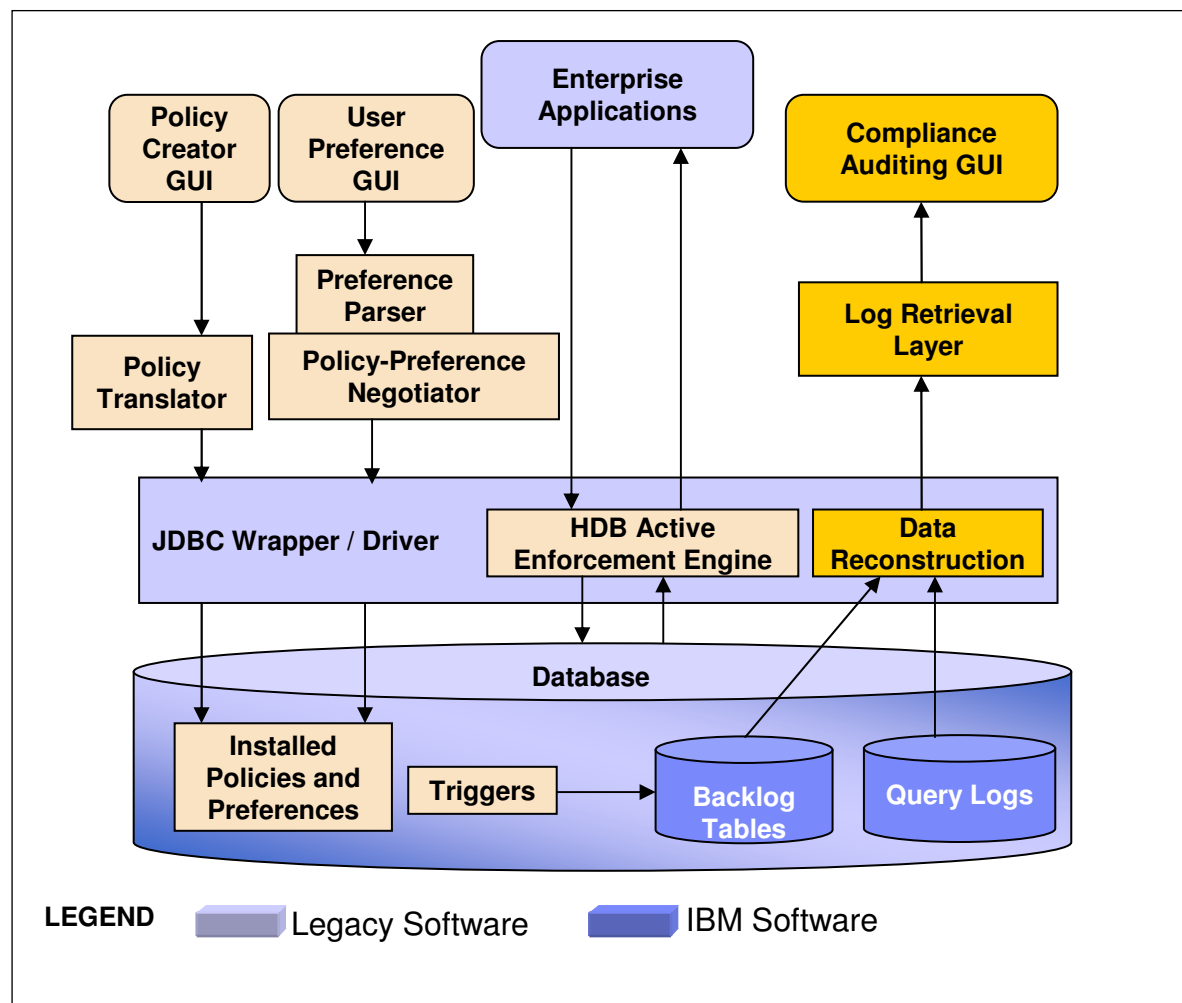 Enterprise
Applications
Policy
Creator
GUI
User
Preference
GUI
Compliance
Auditing GUI
Preference
Parser
Log Retrieval
Layer
Policy
Translator
Policy-Preference
Negotiator
JDBC Wrapper / Driver
HDB Active
Enforcement Engine
Data
Reconstruction
Database
Installed
Policies and
Preferences
Triggers
Backlog
Tables
Query Logs
LEGEND
Legacy Software
IBM Software